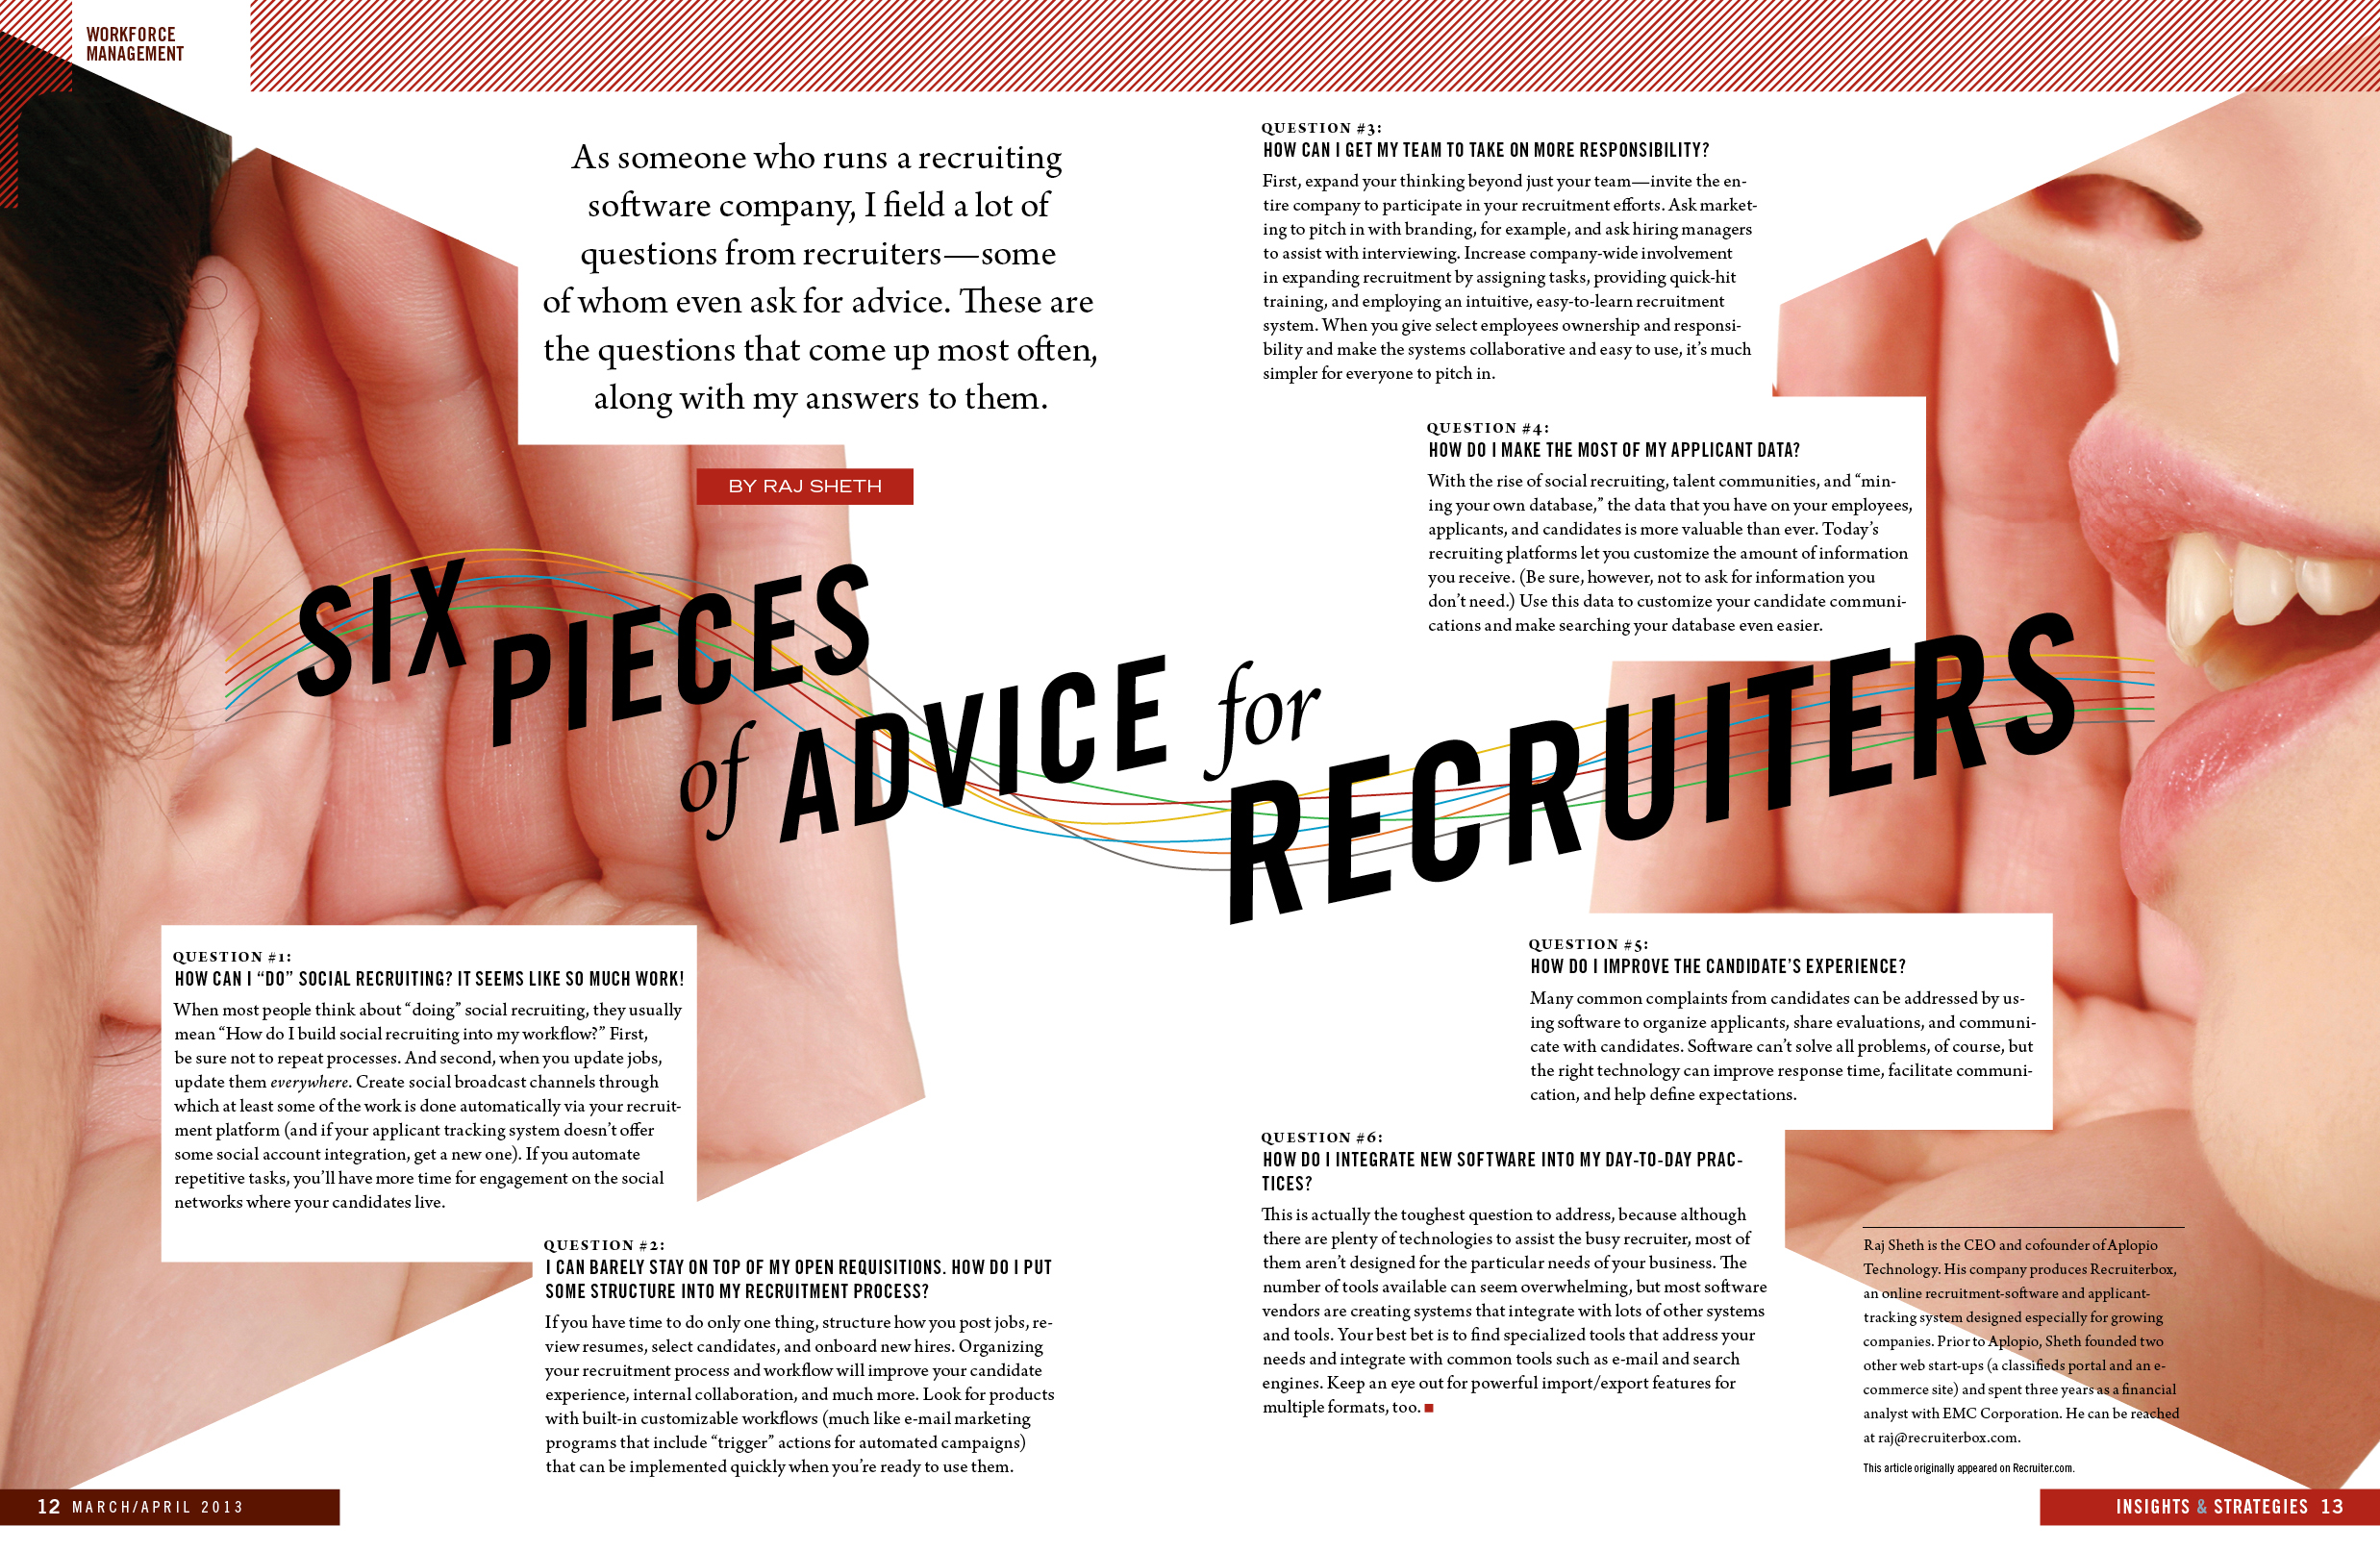 WORKFORCE
MANAGEMENT
As someone who runs a recruiting
software company, I field a lot of
questions from recruiters—some
of whom even ask for advice. These are
the questions that come up most often,
along with my answers to them.
BY RAJ SHETH
SIX
PIECES
of ADVICE for
RECRUITERS
QUESTION #1:
HOW CAN I “DO” SOCIAL RECRUITING? IT SEEMS LIKE SO MUCH WORK!
When most people think about “doing” social recruiting, they usually
mean “How do I build social recruiting into my workflow?” First,
be sure not to repeat processes. And second, when you update jobs,
update them everywhere. Create social broadcast channels through
which at least some of the work is done automatically via your recruit-
ment platform (and if your applicant tracking system doesn’t offer
some social account integration, get a new one). If you automate
repetitive tasks, you’ll have more time for engagement on the social
networks where your candidates live.
QUESTION #2:
I CAN BARELY STAY ON TOP OF MY OPEN REQUISITIONS. HOW DO I PUT
SOME STRUCTURE INTO MY RECRUITMENT PROCESS?
If you have time to do only one thing, structure how you post jobs, re-
view resumes, select candidates, and onboard new hires. Organizing
your recruitment process and workflow will improve your candidate
experience, internal collaboration, and much more. Look for products
with built-in customizable workflows (much like e-mail marketing
programs that include “trigger” actions for automated campaigns)
that can be implemented quickly when you’re ready to use them.
QUESTION #3:
HOW CAN I GET MY TEAM TO TAKE ON MORE RESPONSIBILITY?
First, expand your thinking beyond just your team—invite the en-
tire company to participate in your recruitment efforts. Ask market-
ing to pitch in with branding, for example, and ask hiring managers
to assist with interviewing. Increase company-wide involvement
in expanding recruitment by assigning tasks, providing quick-hit
training, and employing an intuitive, easy-to-learn recruitment
system. When you give select employees ownership and responsi-
bility and make the systems collaborative and easy to use, it’s much
simpler for everyone to pitch in.
QUESTION #4:
HOW DO I MAKE THE MOST OF MY APPLICANT DATA?
With the rise of social recruiting, talent communities, and “min-
ing your own database,” the data that you have on your employees,
applicants, and candidates is more valuable than ever. Today’s
recruiting platforms let you customize the amount of information
you receive. (Be sure, however, not to ask for information you
don’t need.) Use this data to customize your candidate communi-
cations and make searching your database even easier.
QUESTION #5:
HOW DO I IMPROVE THE CANDIDATE’S EXPERIENCE?
Many common complaints from candidates can be addressed by us-
ing software to organize applicants, share evaluations, and communi-
cate with candidates. Software can’t solve all problems, of course, but
the right technology can improve response time, facilitate communi-
cation, and help define expectations.
QUESTION #6:
HOW DO I INTEGRATE NEW SOFTWARE INTO MY DAY-TO-DAY PRAC-
TICES?
This is actually the toughest question to address, because although
there are plenty of technologies to assist the busy recruiter, most of
them aren’t designed for the particular needs of your business. The
number of tools available can seem overwhelming, but most software
vendors are creating systems that integrate with lots of other systems
and tools. Your best bet is to find specialized tools that address your
needs and integrate with common tools such as e-mail and search
engines. Keep an eye out for powerful import/export features for
multiple formats, too.
Raj Sheth is the CEO and cofounder of Aplopio
Technology. His company produces Recruiterbox,
an online recruitment-software and applicant-
tracking system designed especially for growing
companies. Prior to Aplopio, Sheth founded two
other web start-ups (a classifieds portal and an e-
commerce site) and spent three years as a financial
analyst with EMC Corporation. He can be reached
at raj@recruiterbox.com.
This article originally appeared on Recruiter.com.
12 MARCH/APRIL 2013
INSIGHTS & STRATEGIES 13